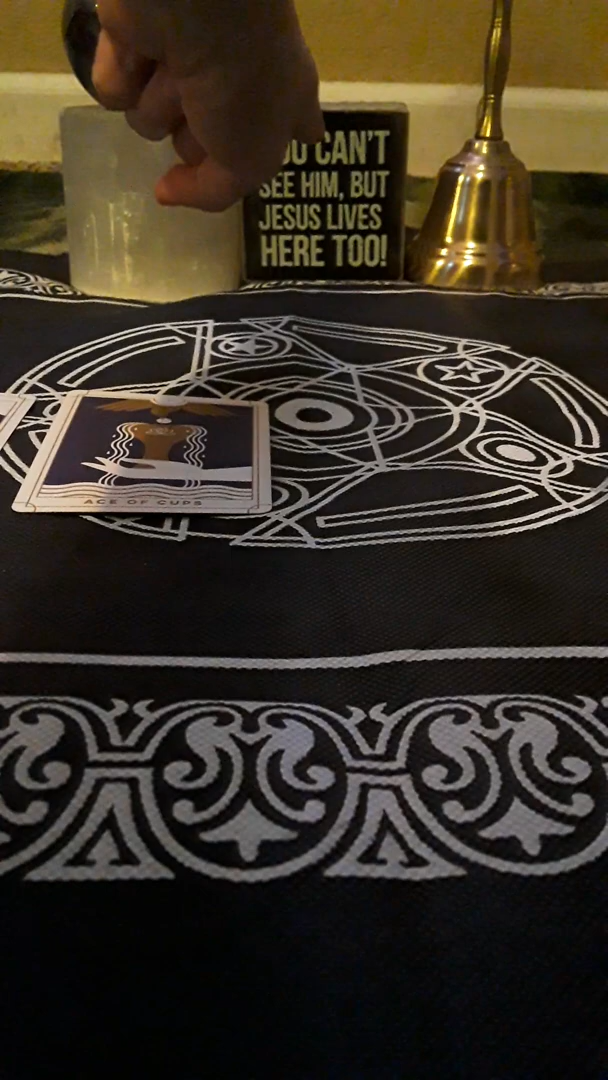 OU CAN'T
SEE HIM, BUT
JESUS LIVES
HERE TOO!
ACE OF CUPS